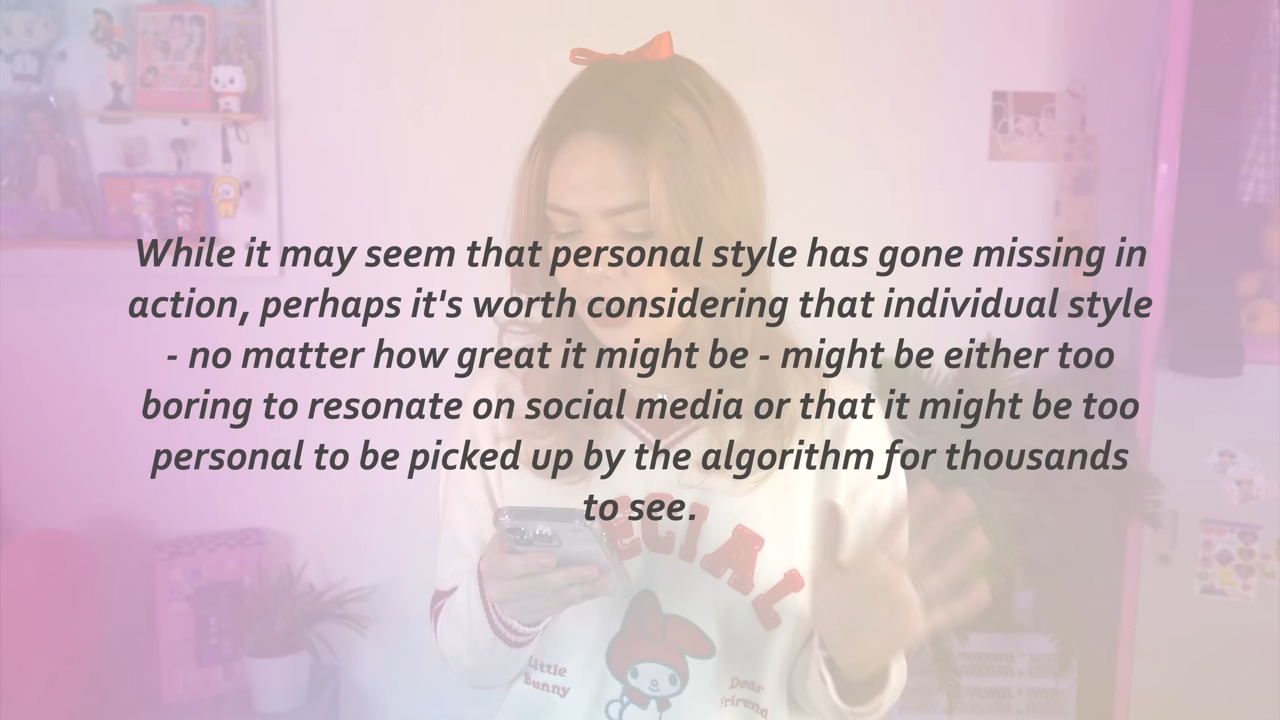 While it may seem that personal style has gone missing in
action, perhaps it's worth considering that individual style
- no matter how great it might be - might be either too
boring to resonate on social media or that it might be too
personal to be picked up by the algorithm for thousands
to see.
ECIAL
Little
Bunny
Dear
friend